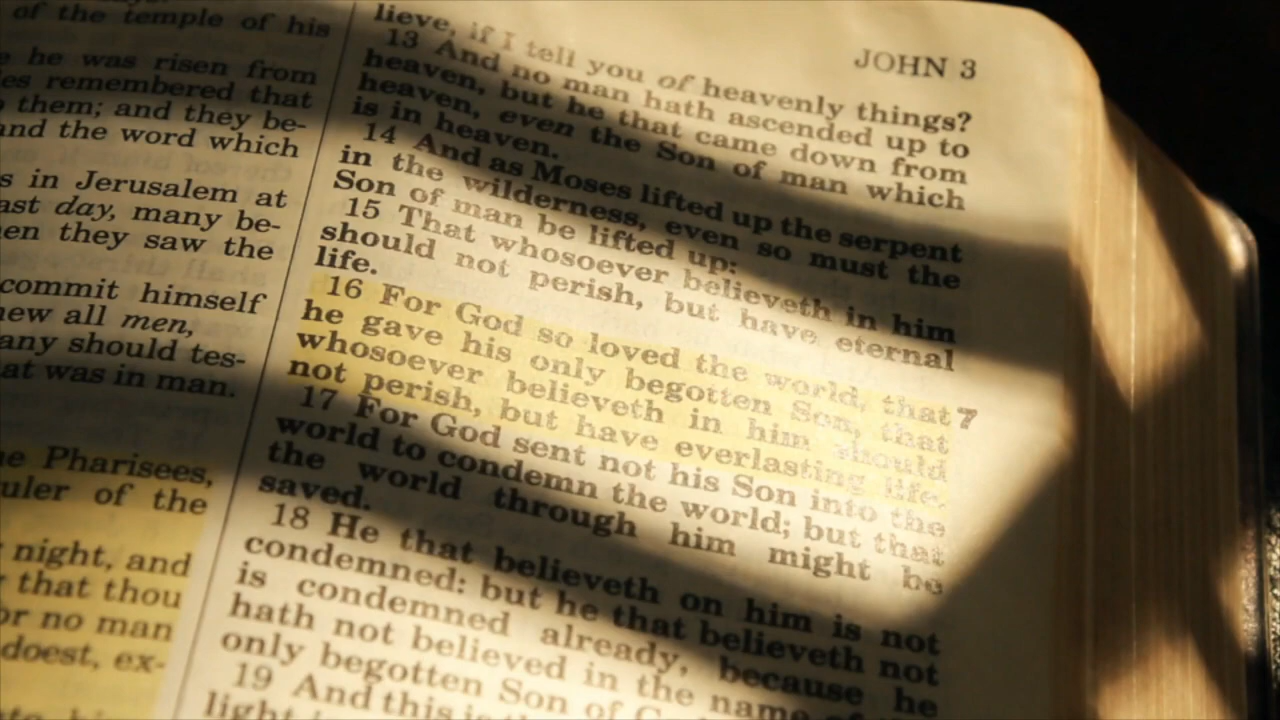 of the temple of his
he was risen from
es remembered that
them; and they be-
and the word which
s in Jerusalem at
ast day, many be-
en they saw the
commit himself
ew all men,
any should tes-
at was in man.
e Pharisees,
uler of the
night, and
that thou
or no man
doest, ex-
JOHN 3
lieve, if I tell you of heavenly things?
13 And no man hath ascended up to
heaven, but he that came down from
heaven, even the Son of man which
is in heaven.
14 And as Moses lifted up the serpent
in the wilderness, even so must the
Son of man be lifted up:
15 That whosoever believeth in him
should not perish, but have eternal
life.
16 For God so loved the world, that 7
he gave his only begotten Son, that
whosoever believeth in him should
not perish, but have everlasting life.
17 For God sent not his Son into the
world to condemn the world; but that
the world through him might be
saved.
18 He that believeth on him is not
condemned: but he that believeth not
is condemned already, because he
hath not believed in the name of
only begotten Son of
19 And this is
light